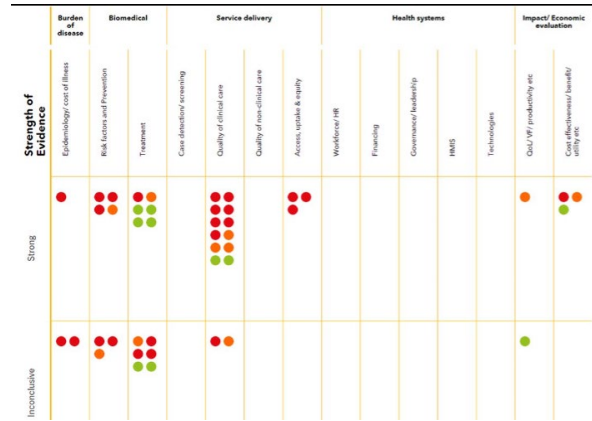 Burden
of
disease
Biomedical
Service delivery
Health systems
Impact/ Economic
evaluation
Strength of
Evidence
Epidemiology/ cost of illness
Risk factors and Prevention
Treatment
Case detection/ screening
Quality of clinical care
Quality of non-clinical care
Access, uptake & equity
Workforce/ HR
Financing
Governance/ leadership
HMIS
Technologies
QoL/ VF/ productivity etc
Cost effectiveness/ benefit/
utility etc
Strong
Inconclusive